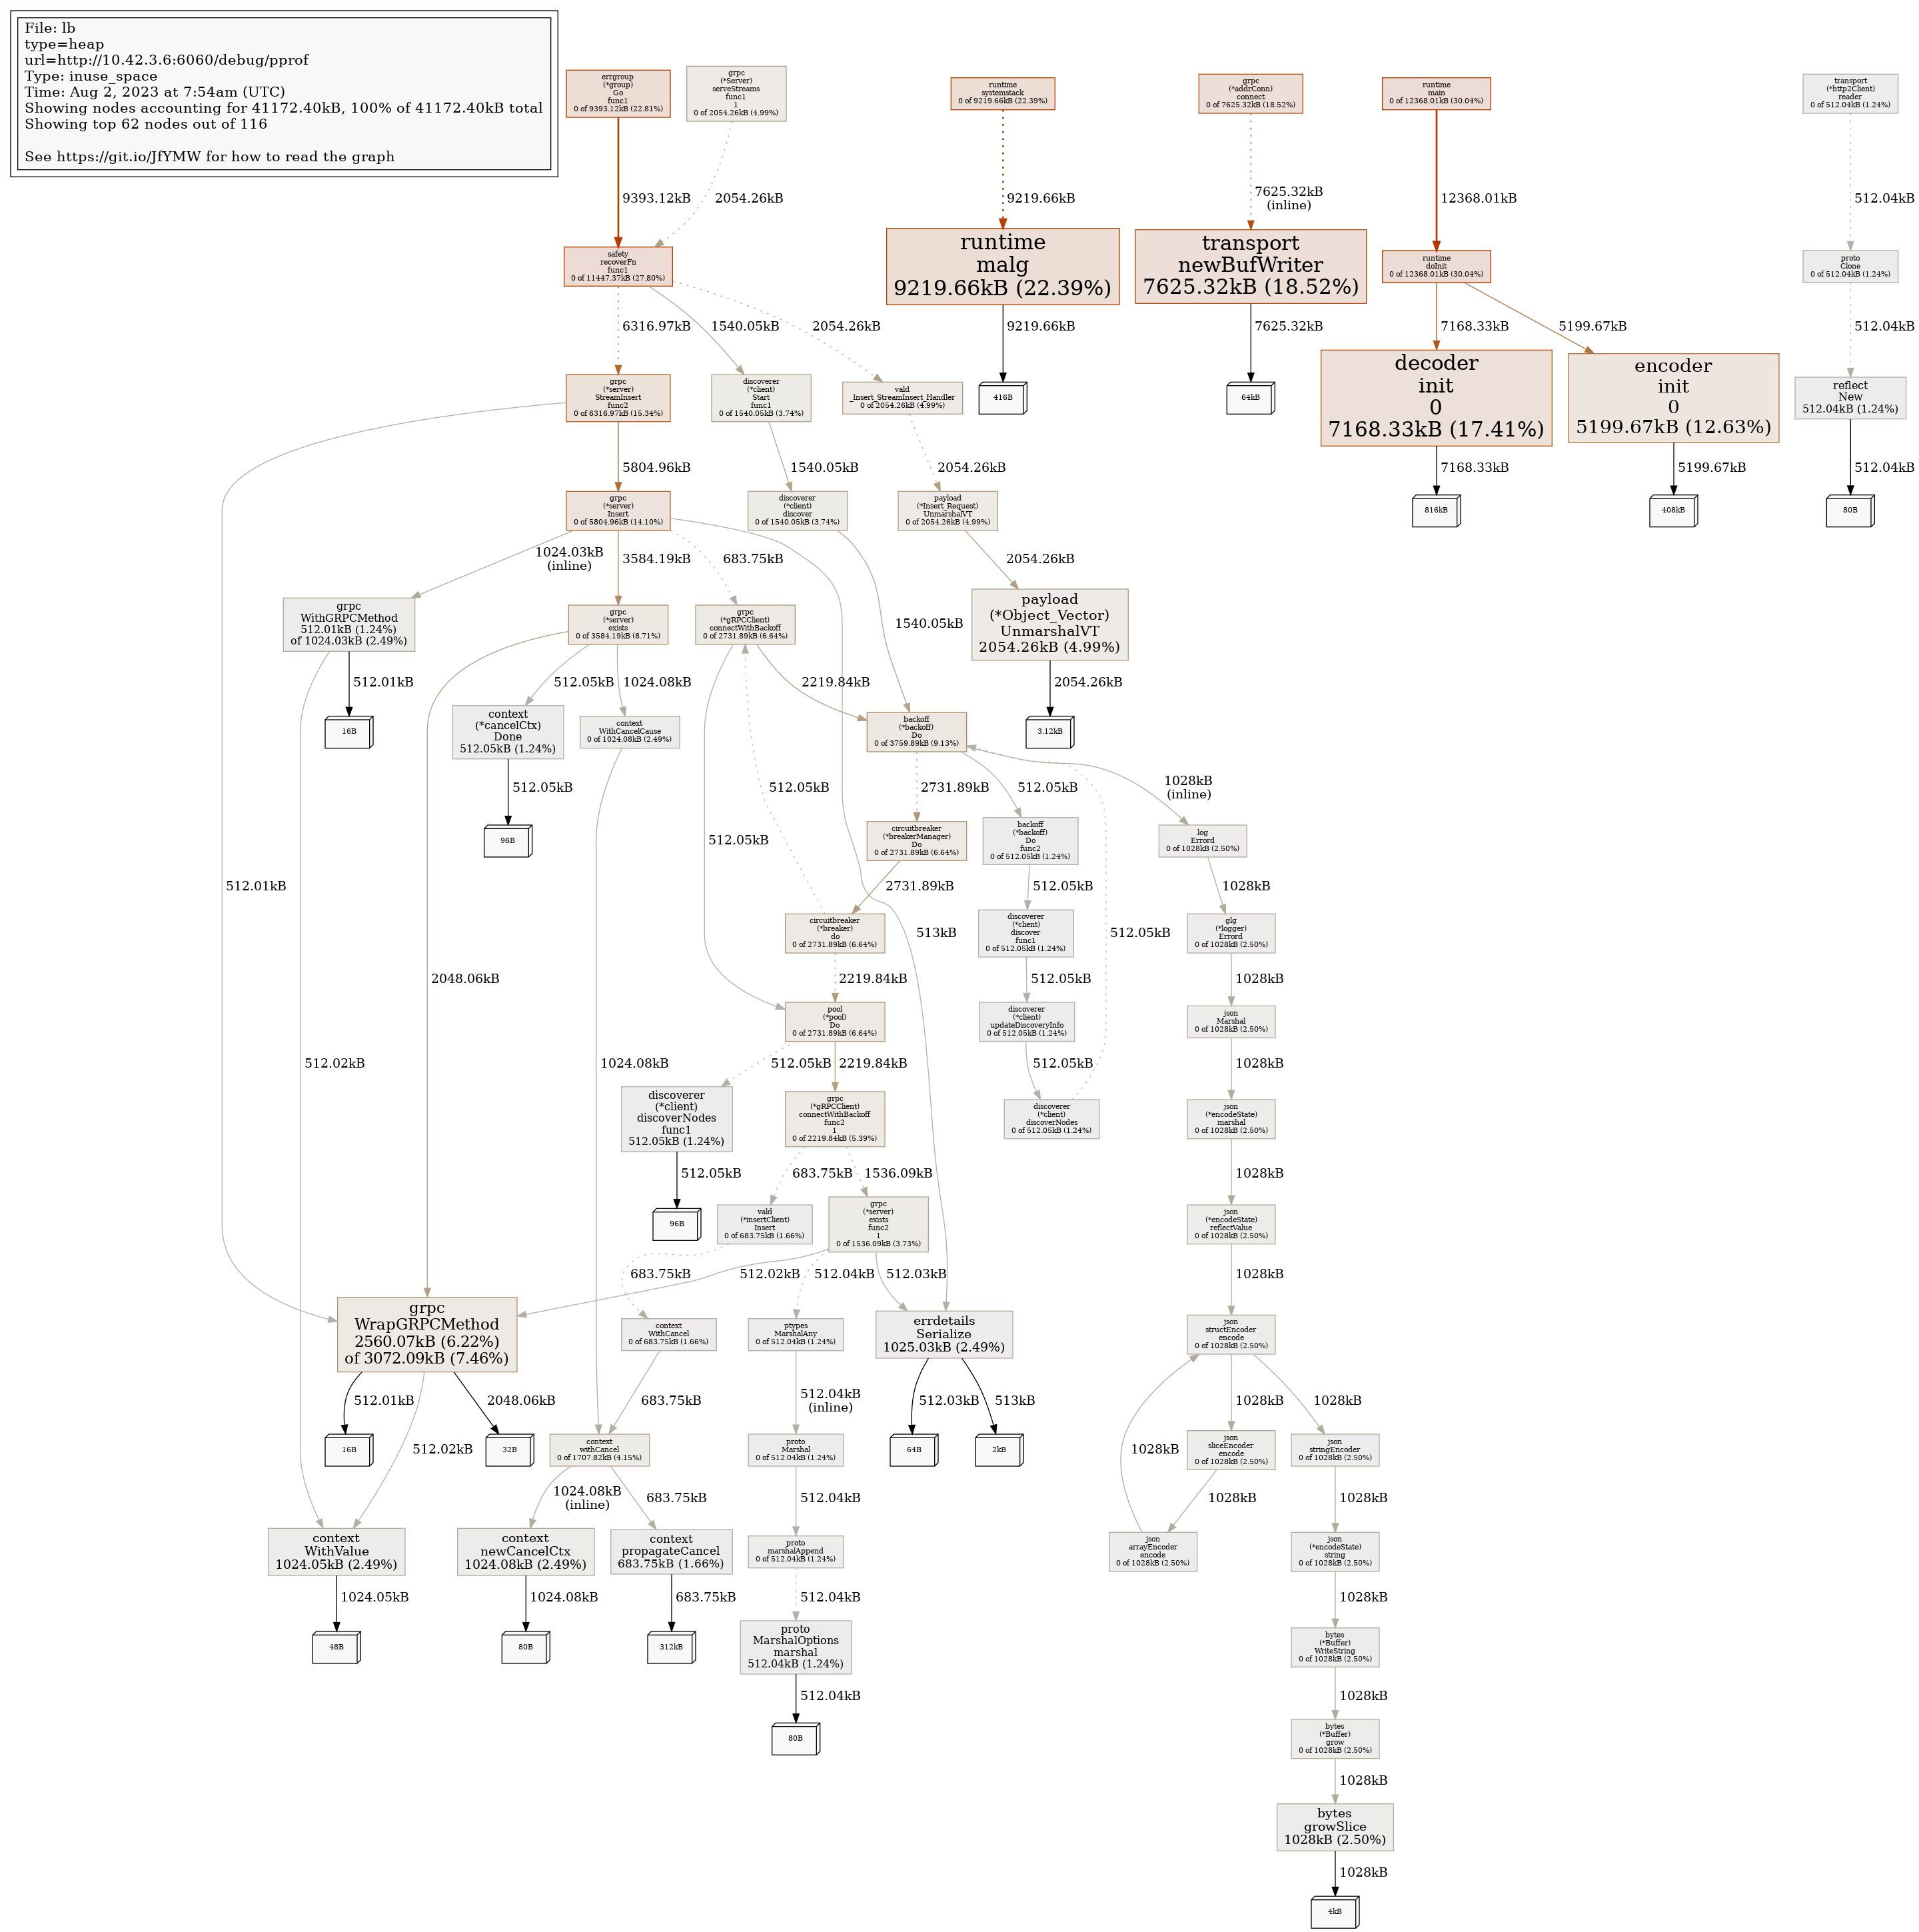 File: lb
type=heap
url=http://10.42.3.6:6060/debug/pprof
Type: inuse_space
Time: Aug 2, 2023 at 7:54am (UTC)
Showing nodes accounting for 41172.40kB, 100% of 41172.40kB total
Showing top 62 nodes out of 116
See https://git.io/JfYMW for how to read the graph
errgroup
(*group)
Go
func1
0 of 9393.12kB (22.81%)
grpc
(*Server)
serveStreams
func1
1
0 of 2054.26kB (4.99%)
runtime
systemstack
0 of 9219.66kB (22.39%)
grpc
(*addrConn)
connect
0 of 7625.32kB (18.52%)
runtime
main
0 of 12368.01kB (30.04%)
transport
(*http2Client)
reader
0 of 512.04kB (1.24%)
9393.12kB
2054.26kB
9219.66kB
7625.32kB
(inline)
12368.01kB
512.04kB
safety
recoverFn
func1
0 of 11447.37kB (27.80%)
runtime
malg
9219.66kB (22.39%)
transport
newBufWriter
7625.32kB (18.52%)
runtime
doInit
0 of 12368.01kB (30.04%)
proto
Clone
0 of 512.04kB (1.24%)
6316.97kB
1540.05kB
2054.26kB
9219.66kB
7625.32kB
7168.33kB
5199.67kB
512.04kB
grpc
(*server)
StreamInsert
func2
0 of 6316.97kB (15.34%)
discoverer
(*client)
Start
func1
0 of 1540.05kB (3.74%)
vald
_Insert_StreamInsert_Handler
0 of 2054.26kB (4.99%)
416B
64kB
decoder
init
0
7168.33kB (17.41%)
encoder
init
0
5199.67kB (12.63%)
reflect
New
512.04kB (1.24%)
5804.96kB
1540.05kB
2054.26kB
7168.33kB
5199.67kB
512.04kB
grpc
(*server)
Insert
0 of 5804.96kB (14.10%)
discoverer
(*client)
discover
0 of 1540.05kB (3.74%)
payload
(*Insert_Request)
UnmarshalVT
0 of 2054.26kB (4.99%)
816kB
408kB
80B
1024.03kB
(inline)
3584.19kB
683.75kB
2054.26kB
grpc
WithGRPCMethod
512.01kB (1.24%)
of 1024.03kB (2.49%)
grpc
(*server)
exists
0 of 3584.19kB (8.71%)
grpc
(*gRPCClient)
connectWithBackoff
0 of 2731.89kB (6.64%)
1540.05kB
payload
(*Object_Vector)
UnmarshalVT
2054.26kB (4.99%)
512.01kB
512.05kB
1024.08kB
2219.84kB
2054.26kB
16B
context
(*cancelCtx)
Done
512.05kB (1.24%)
context
WithCancelCause
0 of 1024.08kB (2.49%)
backoff
(*backoff)
Do
0 of 3759.89kB (9.13%)
3.12kB
512.05kB
512.05kB
2731.89kB
512.05kB
1028kB
(inline)
96B
512.05kB
circuitbreaker
(*breakerManager)
Do
0 of 2731.89kB (6.64%)
backoff
(*backoff)
Do
func2
0 of 512.05kB (1.24%)
log
Errord
0 of 1028kB (2.50%)
512.01kB
2731.89kB
512.05kB
1028kB
circuitbreaker
(*breaker)
do
0 of 2731.89kB (6.64%)
513kB
discoverer
(*client)
discover
func1
0 of 512.05kB (1.24%)
512.05kB
glg
(*logger)
Errord
0 of 1028kB (2.50%)
2048.06kB
2219.84kB
512.05kB
1028kB
pool
(*pool)
Do
0 of 2731.89kB (6.64%)
discoverer
(*client)
updateDiscoveryInfo
0 of 512.05kB (1.24%)
json
Marshal
0 of 1028kB (2.50%)
512.02kB
1024.08kB
512.05kB
2219.84kB
512.05kB
1028kB
discoverer
(*client)
discoverNodes
func1
512.05kB (1.24%)
grpc
(*gRPCClient)
connectWithBackoff
func2
1
0 of 2219.84kB (5.39%)
discoverer
(*client)
discoverNodes
0 of 512.05kB (1.24%)
json
(*encodeState)
marshal
0 of 1028kB (2.50%)
512.05kB
683.75kB
1536.09kB
1028kB
96B
vald
(*insertClient)
Insert
0 of 683.75kB (1.66%)
grpc
(*server)
exists
func2
1
0 of 1536.09kB (3.73%)
json
(*encodeState)
reflectValue
0 of 1028kB (2.50%)
683.75kB
512.02kB
512.04kB
512.03kB
1028kB
grpc
WrapGRPCMethod
2560.07kB (6.22%)
of 3072.09kB (7.46%)
context
WithCancel
0 of 683.75kB (1.66%)
ptypes
MarshalAny
0 of 512.04kB (1.24%)
errdetails
Serialize
1025.03kB (2.49%)
json
structEncoder
encode
0 of 1028kB (2.50%)
512.01kB
2048.06kB
683.75kB
512.04kB
(inline)
512.03kB
513kB
1028kB
1028kB
16B
512.02kB
32B
context
withCancel
0 of 1707.82kB (4.15%)
proto
Marshal
0 of 512.04kB (1.24%)
64B
2kB
1028kB
json
sliceEncoder
encode
0 of 1028kB (2.50%)
json
stringEncoder
0 of 1028kB (2.50%)
1024.08kB
(inline)
683.75kB
512.04kB
1028kB
1028kB
context
WithValue
1024.05kB (2.49%)
context
newCancelCtx
1024.08kB (2.49%)
context
propagateCancel
683.75kB (1.66%)
proto
marshalAppend
0 of 512.04kB (1.24%)
json
arrayEncoder
encode
0 of 1028kB (2.50%)
json
(*encodeState)
string
0 of 1028kB (2.50%)
1024.05kB
1024.08kB
683.75kB
512.04kB
1028kB
48B
80B
312kB
proto
MarshalOptions
marshal
512.04kB (1.24%)
bytes
(*Buffer)
WriteString
0 of 1028kB (2.50%)
512.04kB
1028kB
80B
bytes
(*Buffer)
grow
0 of 1028kB (2.50%)
1028kB
bytes
growSlice
1028kB (2.50%)
1028kB
4kB